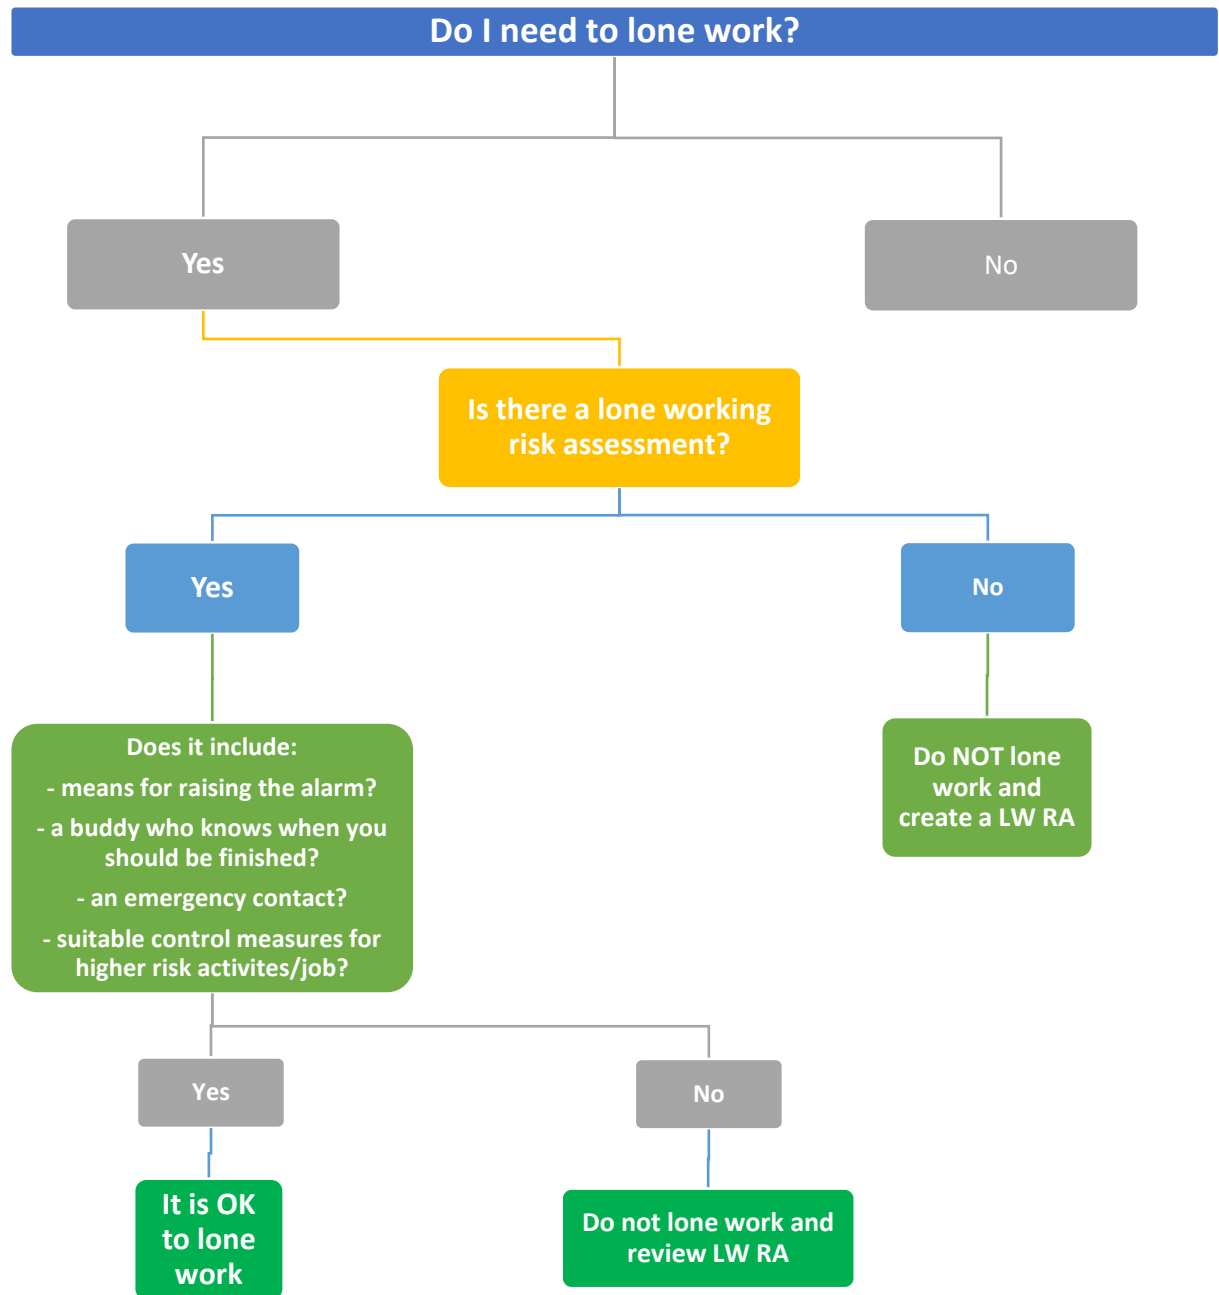 Do I need to lone work?
Yes
No
Is there a lone working
risk assessment?
Yes
No
Does it include:
- means for raising the alarm?
- a buddy who knows when you
should be finished?
- an emergency contact?
- suitable control measures for
higher risk activites/job?
Do NOT lone
work and
create a LW RA
Yes
No
It is OK
to lone
work
Do not lone work and
review LW RA